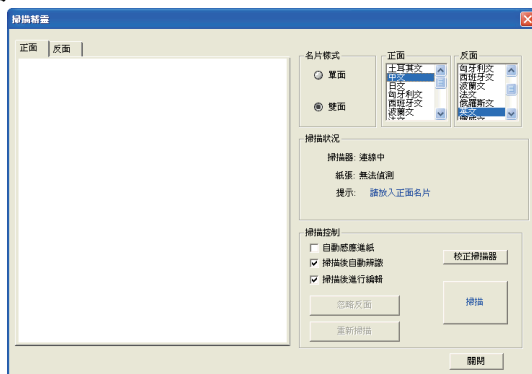 掃描精靈
正面 反面
名片樣式
單面
雙面
正面
土耳其文
中文
日文
匈牙利文
西班牙文
波蘭文
法文
反面
匈牙利文
西班牙文
波蘭文
法文
俄羅斯文
英文
掃描狀況
掃描器: 連線中
紙張: 無法偵測
提示: 請放入正面名片
掃描控制
自動感應進紙
掃描後自動辨識
掃描後進行編輯
校正掃描器
忽略反面
重新掃描
掃描
關閉